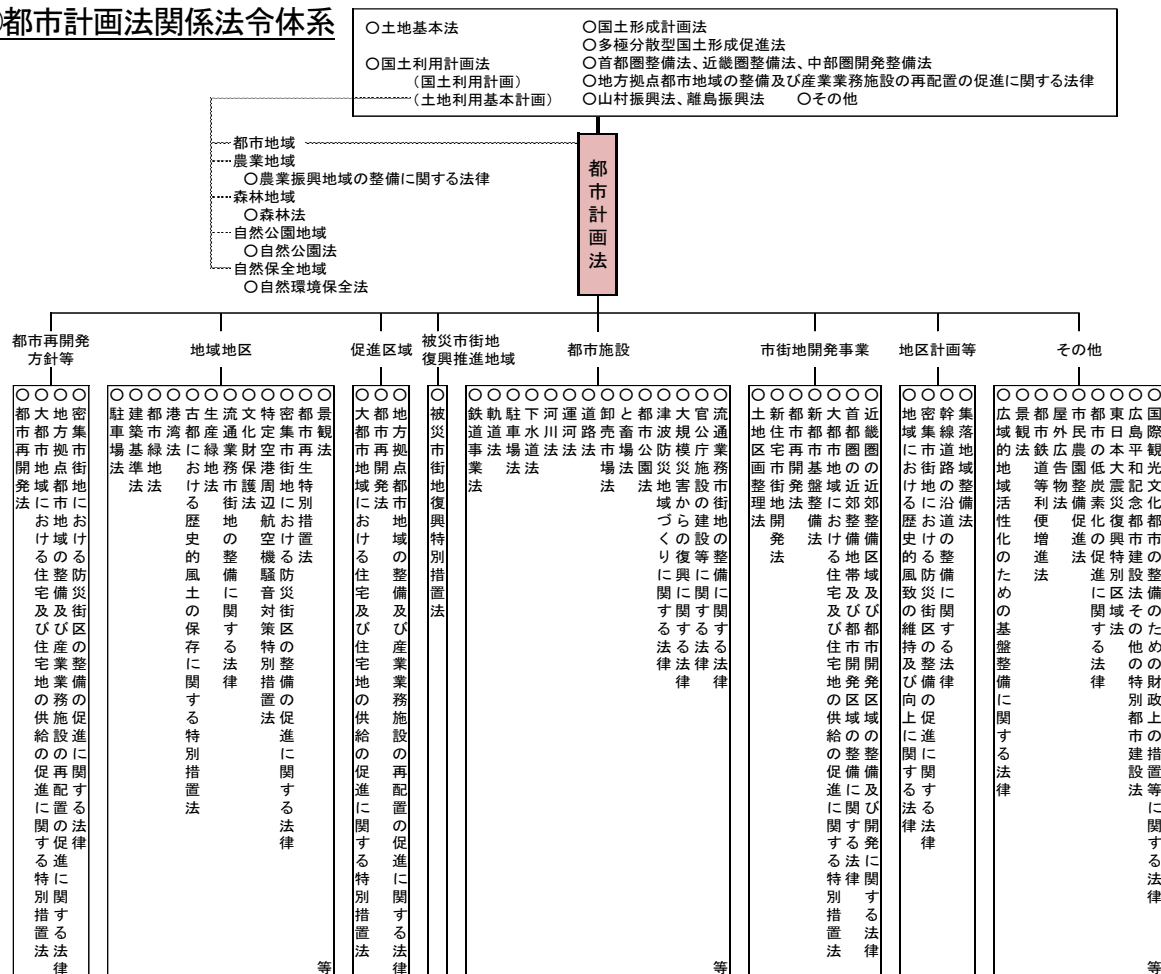 都市計画法関係法令体系
○土地基本法
○国土利用計画法
(国土利用計画)
(土地利用基本計画)
○国土形成計画法
○多極分散型国土形成促進法
○首都圏整備法、近畿圏整備法、中部圏開発整備法
○地方拠点都市地域の整備及び産業業務施設の再配置の促進に関する法律
○山村振興法、離島振興法 ○その他
都市地域
農業地域
○農業振興地域の整備に関する法律
森林地域
○森林法
自然公園地域
○自然公園法
自然保全地域
○自然環境保全法
都市計画法
都市再開発
方針等
○密集市街地における防災街区の整備の促進に関する法律
○地方拠点都市地域の整備及び産業業務施設の再配置の促進に関する法律
○大都市地域における住宅及び住宅地の供給の促進に関する特別措置法
○都市再開発法
地域地区
○景観法
○都市再生特別措置法
○密集市街地における防災街区の整備の促進に関する法律
○特定空港周辺航空機騒音対策特別措置法
○文化財保護法
○流通業務市街地の整備に関する法律
○生産緑地法
○古都における歴史的風土の保存に関する特別措置法
○港湾法
○都市緑地法
○建築基準法
○駐車場法
等
促進区域
○地方拠点都市地域の整備及び産業業務施設の再配置の促進に関する法律
○都市再開発法
○大都市地域における住宅及び住宅地の供給の促進に関する特別措置法
被災市街地
復興推進地域
○被災市街地復興特別措置法
都市施設
○流通業務市街地の整備に関する法律
○官公庁施設の建設等に関する法律
○大規模災害からの復興に関する法律
○津波防災地域づくりに関する法律
○都市公園法
○と畜場法
○卸売市場法
○道路法
○運河法
○河川法
○下水道法
○駐車場法
○軌道法
○鉄道事業法
等
市街地開発事業
○近畿圏の近郊整備区域及び都市開発区域の整備及び開発に関する法律
○首都圏の近郊整備地帯及び都市開発区域の整備に関する法律
○大都市地域における住宅及び住宅地の供給の促進に関する特別措置法
○新都市基盤整備法
○都市再開発法
○新住宅市街地開発法
○土地区画整理法
地区計画等
○集落地域整備法
○幹線道路の沿道の整備に関する法律
○密集市街地における防災街区の整備の促進に関する法律
○地域における歴史的風致の維持及び向上に関する法律
その他
○国際観光文化都市の整備のための財政上の措置等に関する法律
○広島平和記念都市建設法その他の特別都市建設法
○東日本大震災復興特別区域法
○都市の低炭素化の促進に関する法律
○市民農園整備促進法
○屋外広告物法
○都市鉄道等利便増進法
○景観法
○広域的地域活性化のための基盤整備に関する法律
等